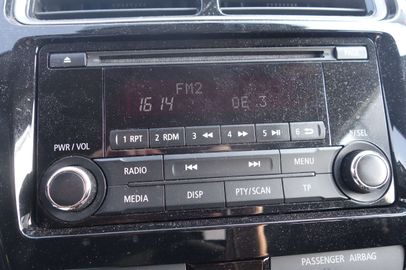 FM2
1614 OE 3
1 RPT 2 RDM 3 4 5 6
PWR / VOL
/SEL
RADIO MENU
MEDIA DISP PTY/SCAN TP
PASSENGER AIRBAG